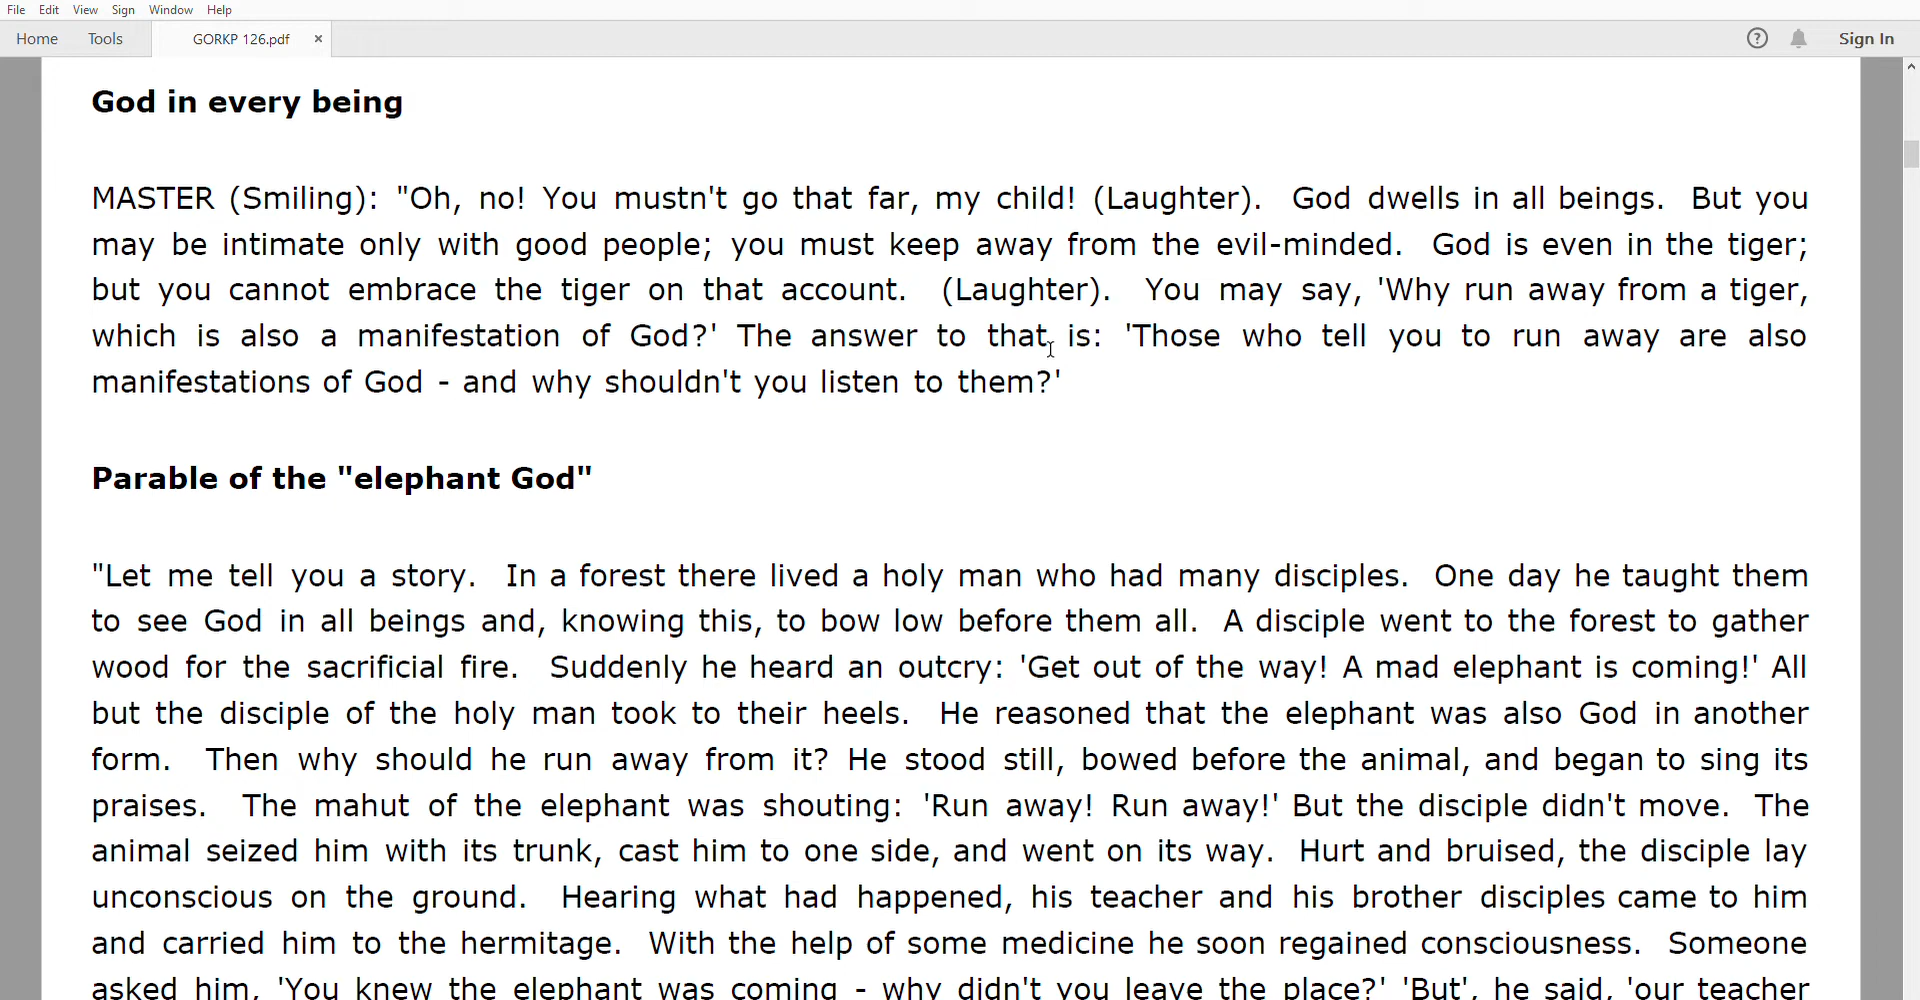 File Edit View Sign Window Help
Home Tools GORKP 126.pdf × ? Sign In
God in every being
MASTER (Smiling): "Oh, no! You mustn't go that far, my child! (Laughter). God dwells in all beings. But you
may be intimate only with good people; you must keep away from the evil-minded. God is even in the tiger;
but you cannot embrace the tiger on that account. (Laughter). You may say, 'Why run away from a tiger,
which is also a manifestation of God?' The answer to that is: 'Those who tell you to run away are also
manifestations of God - and why shouldn't you listen to them?'
Parable of the "elephant God"
"Let me tell you a story. In a forest there lived a holy man who had many disciples. One day he taught them
to see God in all beings and, knowing this, to bow low before them all. A disciple went to the forest to gather
wood for the sacrificial fire. Suddenly he heard an outcry: 'Get out of the way! A mad elephant is coming!' All
but the disciple of the holy man took to their heels. He reasoned that the elephant was also God in another
form. Then why should he run away from it? He stood still, bowed before the animal, and began to sing its
praises. The mahut of the elephant was shouting: 'Run away! Run away!' But the disciple didn't move. The
animal seized him with its trunk, cast him to one side, and went on its way. Hurt and bruised, the disciple lay
unconscious on the ground. Hearing what had happened, his teacher and his brother disciples came to him
and carried him to the hermitage. With the help of some medicine he soon regained consciousness. Someone
asked him, 'You knew the elephant was coming - why didn't you leave the place?' 'But', he said, 'our teacher